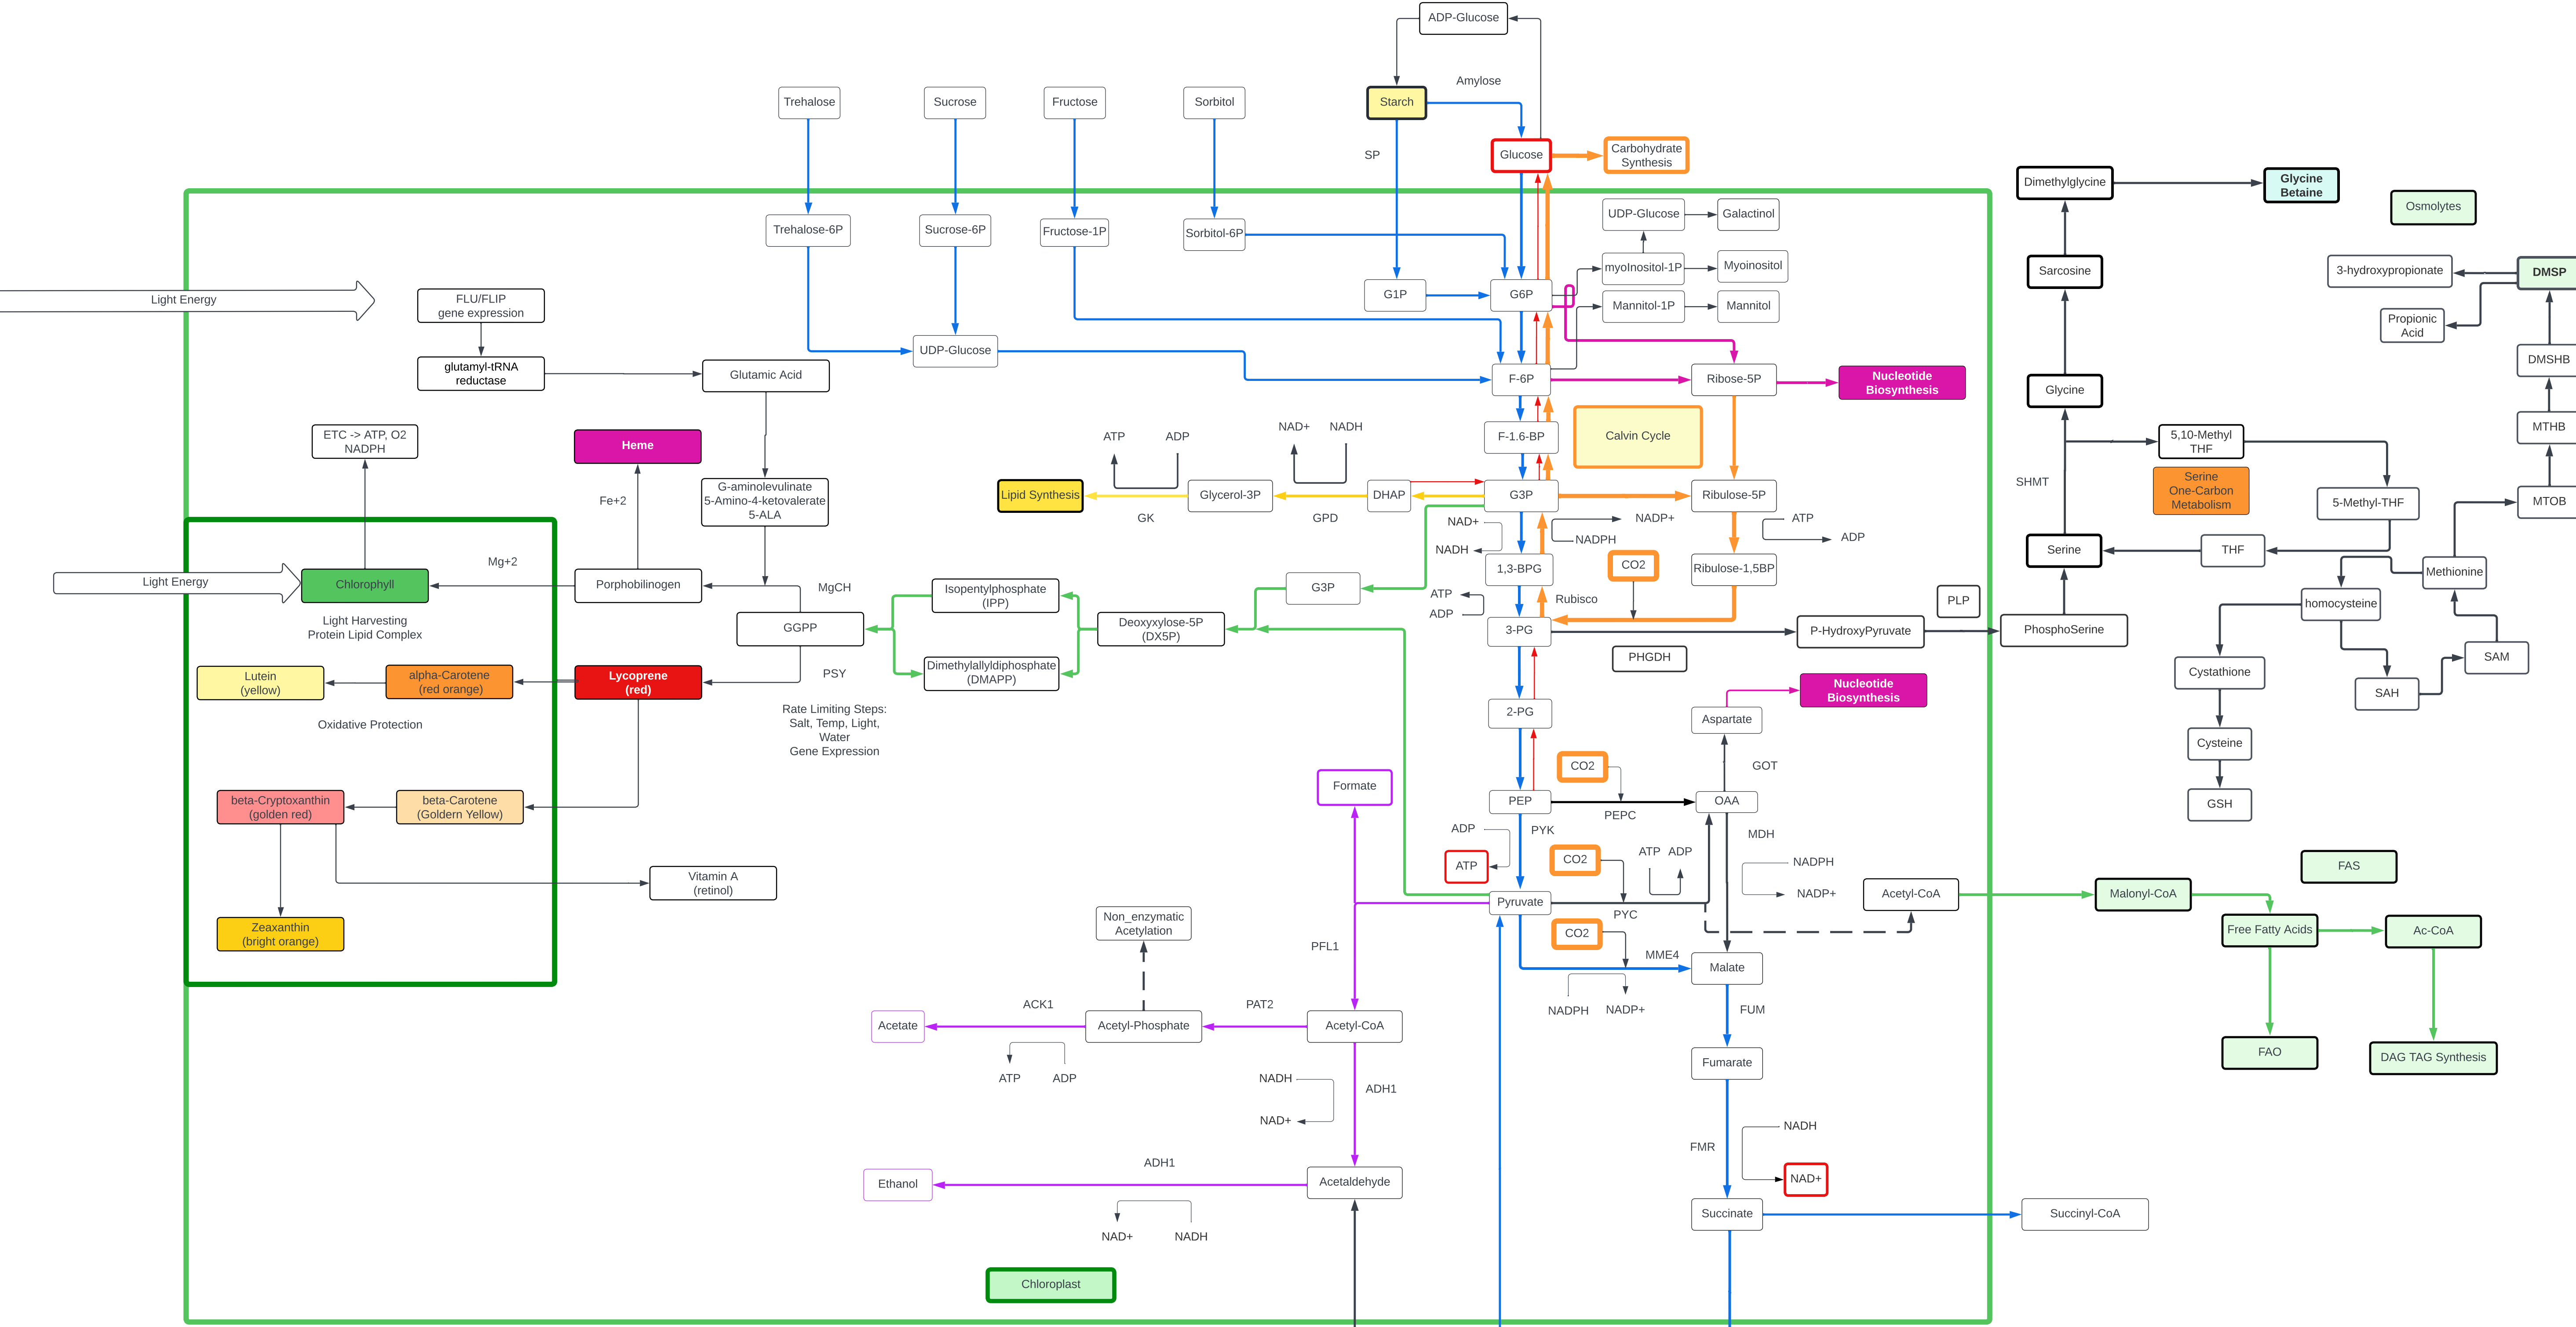 ADP-Glucose
Amylose
Trehalose
Sucrose
Fructose
Sorbitol
Starch
SP
Glucose
Carbohydrate
Synthesis
Dimethylglycine
Glycine
Betaine
Osmolytes
Trehalose-6P
Sucrose-6P
Fructose-1P
Sorbitol-6P
UDP-Glucose
Galactinol
Light Energy
FLU/FLIP
gene expression
G1P
G6P
myoInositol-1P
Myoinositol
Mannitol-1P
Mannitol
Sarcosine
3-hydroxypropionate
DMSP
Propionic
Acid
glutamyl-tRNA
reductase
Glutamic Acid
UDP-Glucose
F-6P
Ribose-5P
Nucleotide
Biosynthesis
Glycine
DMSHB
ETC -> ATP, O2
NADPH
Heme
ATP
ADP
NAD+
NADH
F-1.6-BP
Calvin Cycle
5,10-Methyl
THF
MTHB
Fe+2
G-aminolevulinate
5-Amino-4-ketovalerate
5-ALA
Lipid Synthesis
GK
Glycerol-3P
GPD
DHAP
G3P
Ribulose-5P
SHMT
Serine
One-Carbon
Metabolism
5-Methyl-THF
MTOB
NAD+
NADH
NADP+
NADPH
ATP
ADP
Light Energy
Chlorophyll
Mg+2
Porphobilinogen
MgCH
Isopentylphosphate
(IPP)
G3P
1,3-BPG
CO2
Ribulose-1,5BP
Serine
THF
Methionine
Light Harvesting
Protein Lipid Complex
GGPP
Deoxyxylose-5P
(DX5P)
ATP
ADP
Rubisco
3-PG
P-HydroxyPyruvate
PLP
PhosphoSerine
homocysteine
Lutein
(yellow)
alpha-Carotene
(red orange)
Lycoprene
(red)
PSY
Dimethylallyldiphosphate
(DMAPP)
PHGDH
Cystathione
SAH
SAM
Oxidative Protection
Rate Limiting Steps:
Salt, Temp, Light,
Water
Gene Expression
2-PG
Aspartate
Nucleotide
Biosynthesis
Cysteine
beta-Cryptoxanthin
(golden red)
beta-Carotene
(Goldern Yellow)
Formate
CO2
GOT
PEP
PEPC
OAA
GSH
ADP
ATP
PYK
CO2
ATP
ADP
MDH
NADPH
NADP+
FAS
Vitamin A
(retinol)
Pyruvate
PYC
Acetyl-CoA
Malonyl-CoA
Zeaxanthin
(bright orange)
Non_enzymatic
Acetylation
PFL1
CO2
MME4
Malate
Free Fatty Acids
Ac-CoA
NADPH
NADP+
FUM
Acetate
ACK1
Acetyl-Phosphate
PAT2
Acetyl-CoA
ATP
ADP
NADH
NAD+
ADH1
Fumarate
FAO
DAG TAG Synthesis
Ethanol
ADH1
Acetaldehyde
NAD+
NADH
FMR
NADH
NAD+
Succinate
Succinyl-CoA
Chloroplast